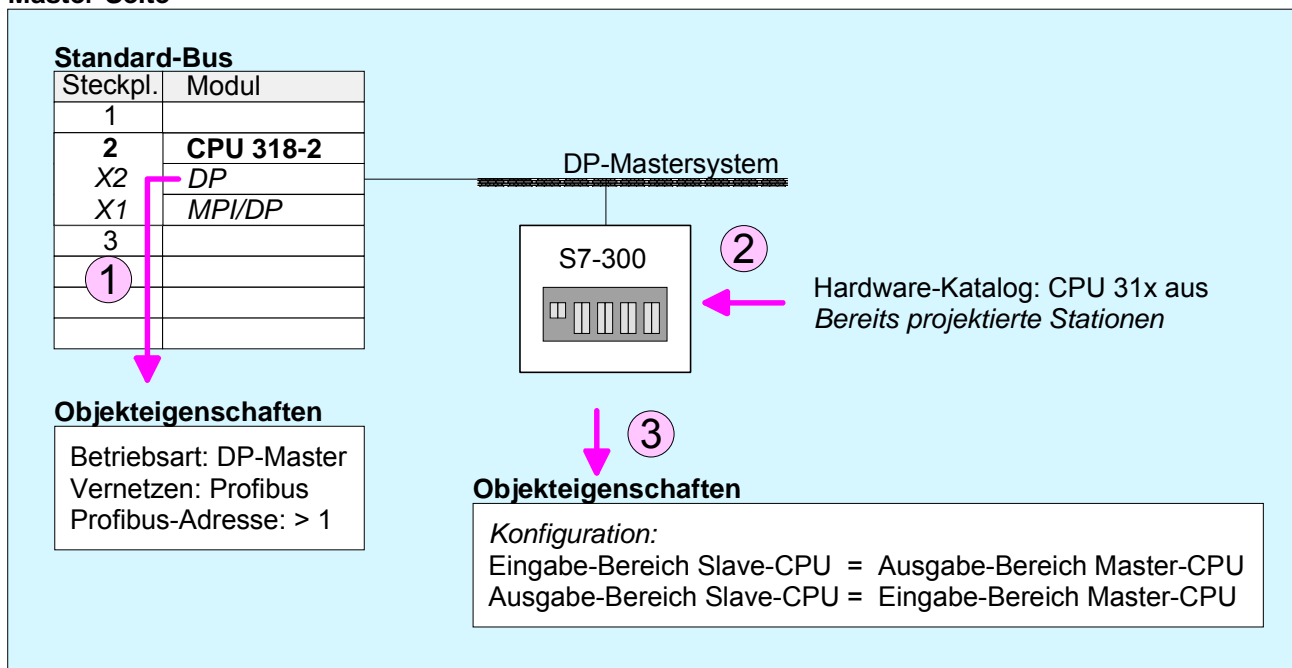 Master-Seite
Standard-Bus
Steckpl. Modul
1
2 CPU 318-2
X2 DP
X1 MPI/DP
3
1
DP-Mastersystem
S7-300
2
Hardware-Katalog: CPU 31x aus
Bereits projektierte Stationen
Objekteigenschaften
Betriebsart: DP-Master
Vernetzen: Profibus
Profibus-Adresse: > 1
3
Objekteigenschaften
Konfiguration:
Eingabe-Bereich Slave-CPU = Ausgabe-Bereich Master-CPU
Ausgabe-Bereich Slave-CPU = Eingabe-Bereich Master-CPU